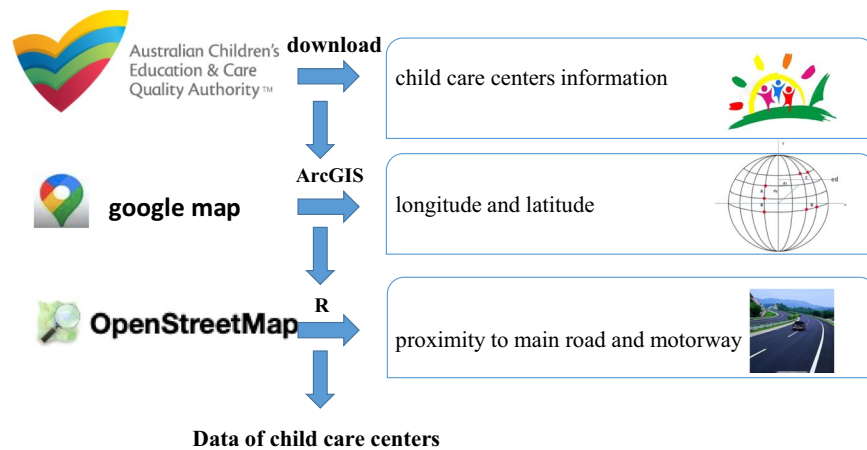 download
Australian Children's
Education & Care
Quality Authority™
child care centers information
ArcGIS
google map
longitude and latitude
ed
R
OpenStreetMap
proximity to main road and motorway
Data of child care centers